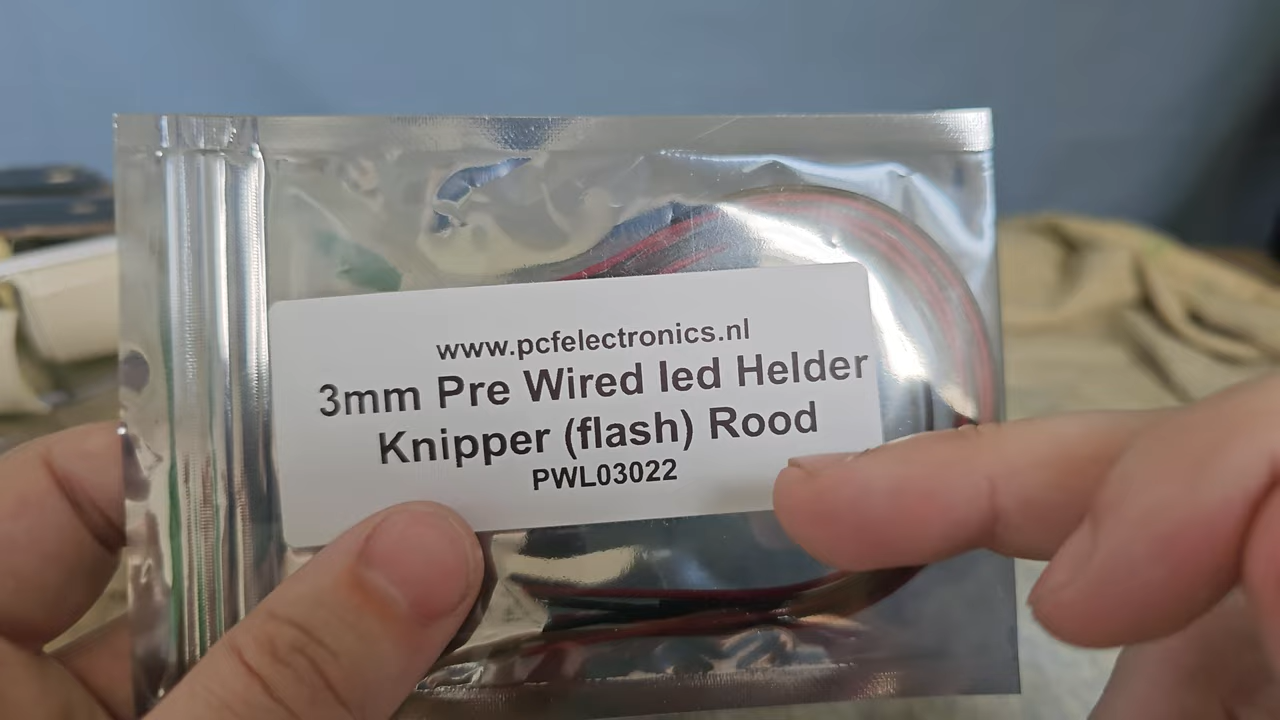 www.pcfelectronics.nl
3mm Pre Wired led Helder
Knipper (flash) Rood
PWL03022